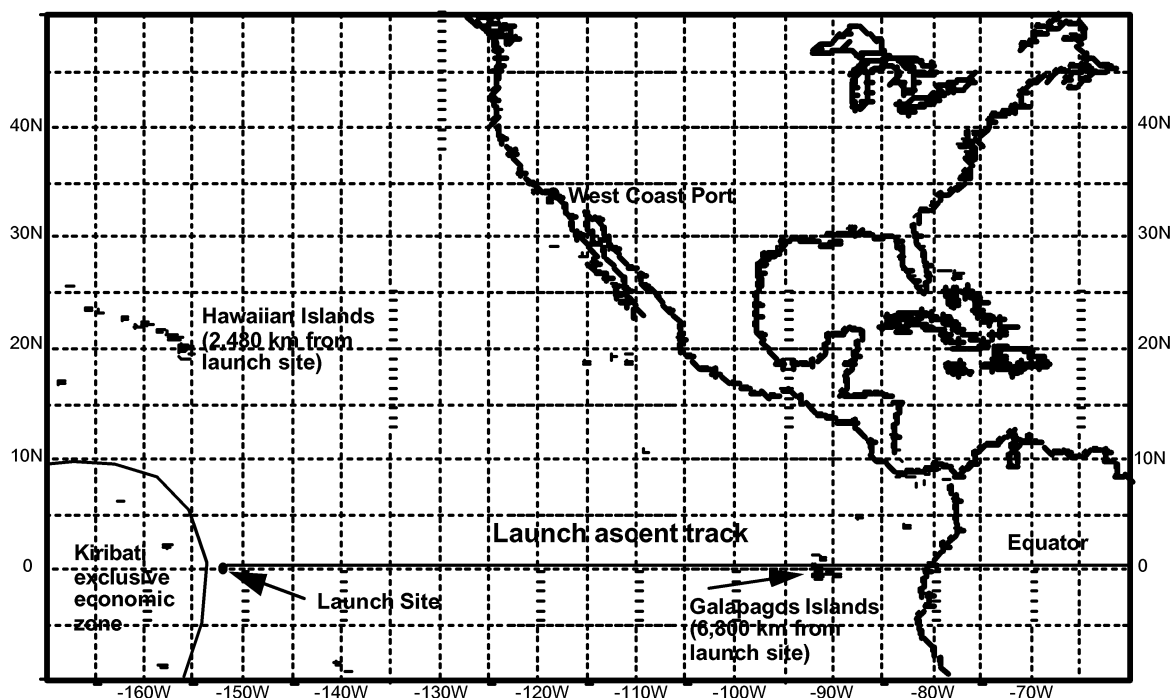 40N
40N
West Coast Port
30N
30N
Hawaiian Islands
(2,480 km from
launch site)
20N
20N
10N
10N
Launch ascent track
Equator
Kiribati
exclusive
economic
zone
0
0
Launch Site
Galapagos Islands
(6,800 km from
launch site)
-160W
-150W
-140W
-130W
-120W
-110W
-100W
-90W
-80W
-70W